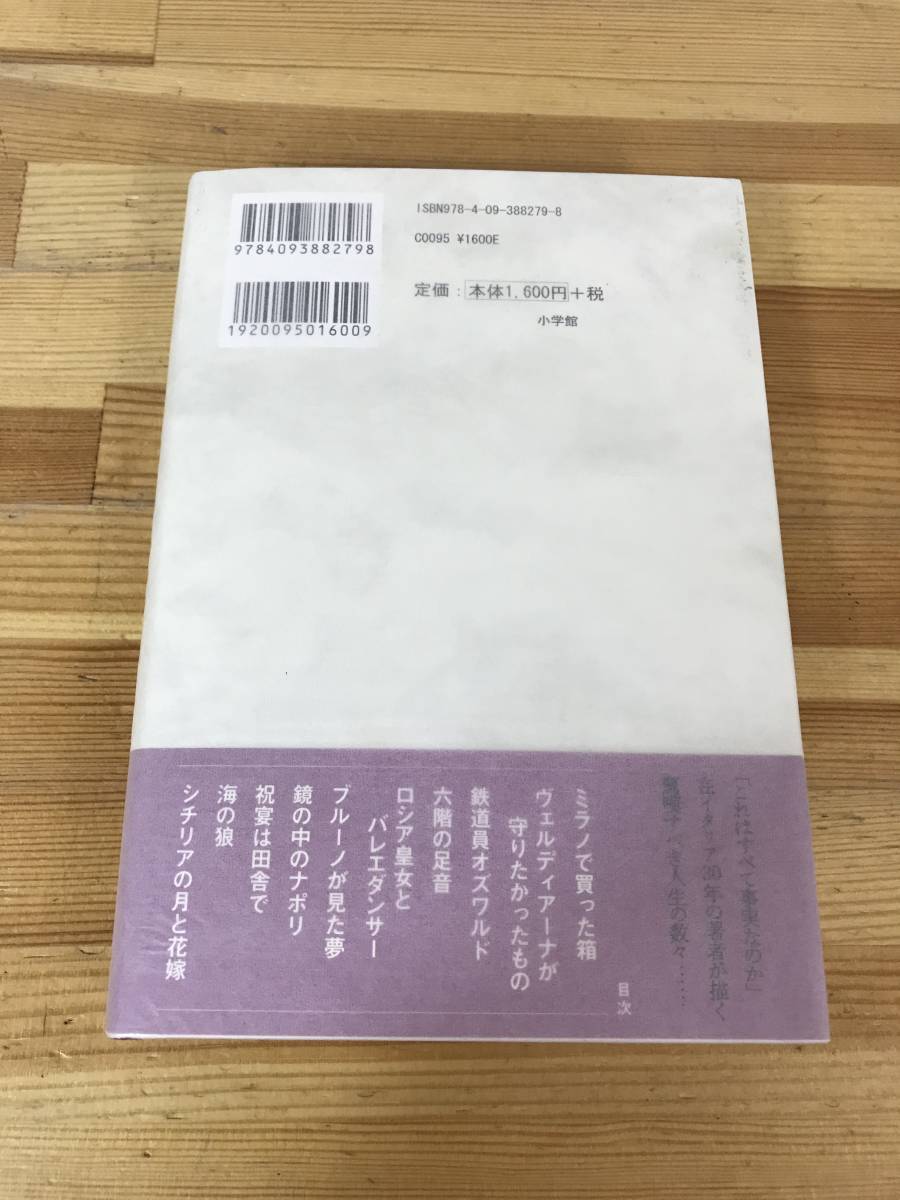 9784093882798
1920095016009
ISBN978-4-09-388279-8
C0095 ¥1600E
定価：本体1,600円＋税
小学館
「これはすべて事実なのか」
在イタリア30年の著者が描く
驚嘆すべき人生の数々……
目次
ミラノで買った箱
ヴェルディアーナが
守りたかったもの
鉄道員オズワルド
六階の足音
ロシア皇女と
バレエダンサー
ブルーノが見た夢
鏡の中のナポリ
祝宴は田舎で
海の狼
シチリアの月と花嫁